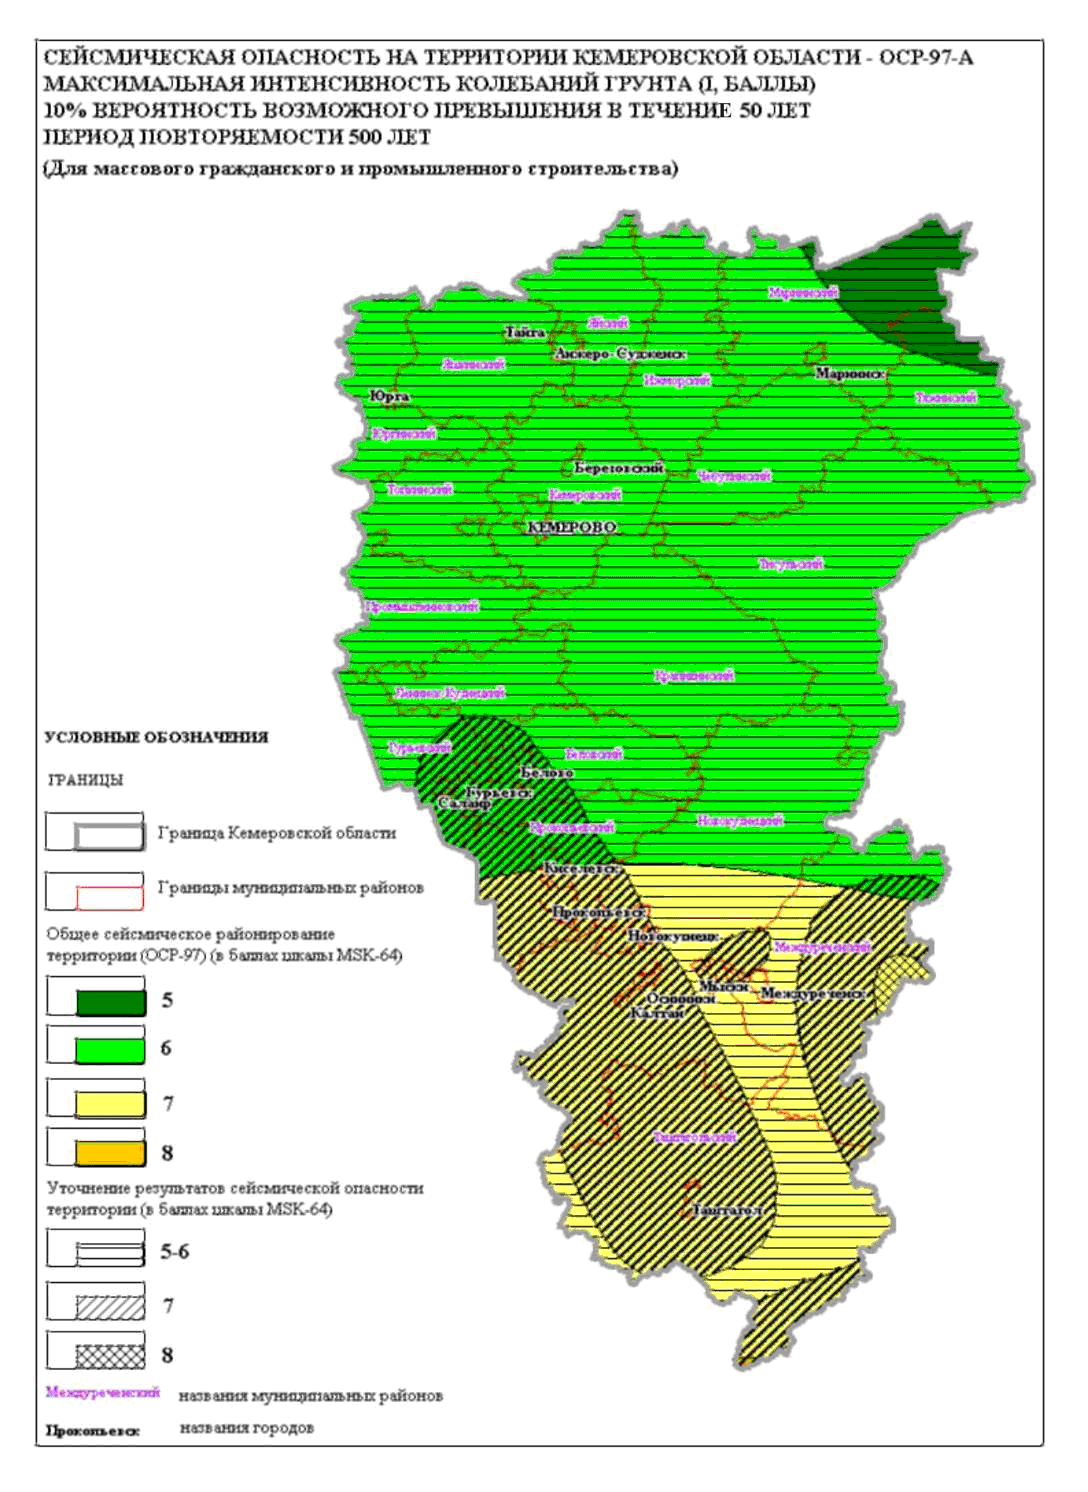 СЕЙСМИЧЕСКАЯ ОПАСНОСТЬ НА ТЕРРИТОРИИ КЕМЕРОВСКОЙ ОБЛАСТИ - ОСР-97-А
МАКСИМАЛЬНАЯ ИНТЕНСИВНОСТЬ КОЛЕБАНИЙ ГРУНТА (I, БАЛЛЫ)
10% ВЕРОЯТНОСТЬ ВОЗМОЖНОГО ПРЕВЫШЕНИЯ В ТЕЧЕНИЕ 50 ЛЕТ
ПЕРИОД ПОВТОРЯЕМОСТИ 500 ЛЕТ
(Для массового гражданского и промышленного строительства)
Мариинский
Яйский
Тайга
Анжеро-Судженск
Яшкинский
Ижморский
Мариинск
Тяжинский
Юрга
Юргинский
Березовский
Чебулинский
Топкинский
Кемеровский
КЕМЕРОВО
Тисульский
Промышленновский
Крапивинский
Ленинск-Кузнецкий
Гурьевский
Беловский
Белово
Гурьевск
Салаир
Прокопьевский
Новокузнецкий
Киселевск
Прокопьевск
Новокузнецк
Междуреченский
Мыски
Междуреченск
Осинники
Калтан
Таштагольский
Таштагол
УСЛОВНЫЕ ОБОЗНАЧЕНИЯ
ГРАНИЦЫ
Граница Кемеровской области
Границы муниципальных районов
Общее сейсмическое районирование
территории (ОСР-97) (в баллах шкалы MSK-64)
5
6
7
8
Уточнение результатов сейсмической опасности
территории (в баллах шкалы MSK-64)
5-6
7
8
Междуреченский названия муниципальных районов
Прокопьевск названия городов